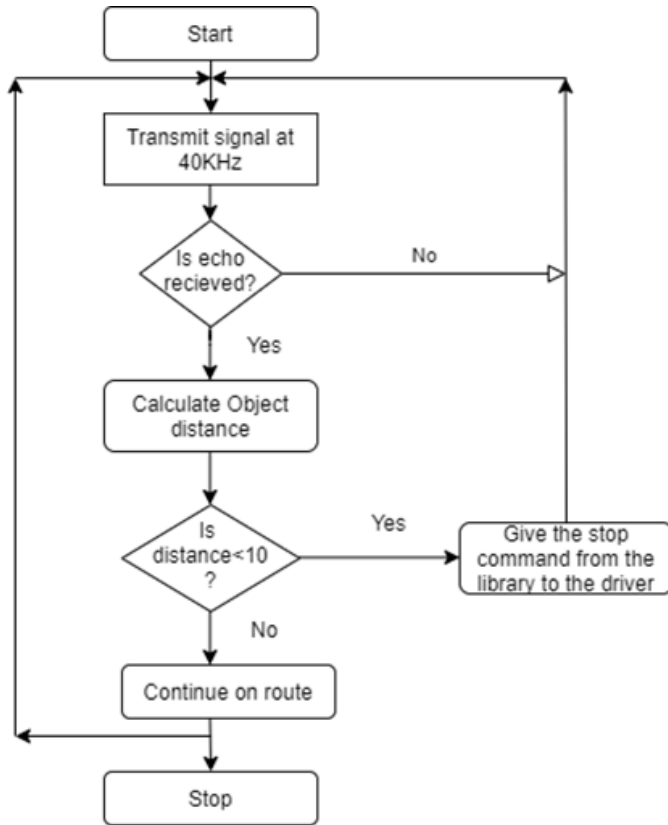 Start
Transmit signal at
40KHz
Is echo
recieved?
No
Yes
Calculate Object
distance
Is
distance<10
?
Yes
Give the stop
command from the
library to the driver
No
Continue on route
Stop